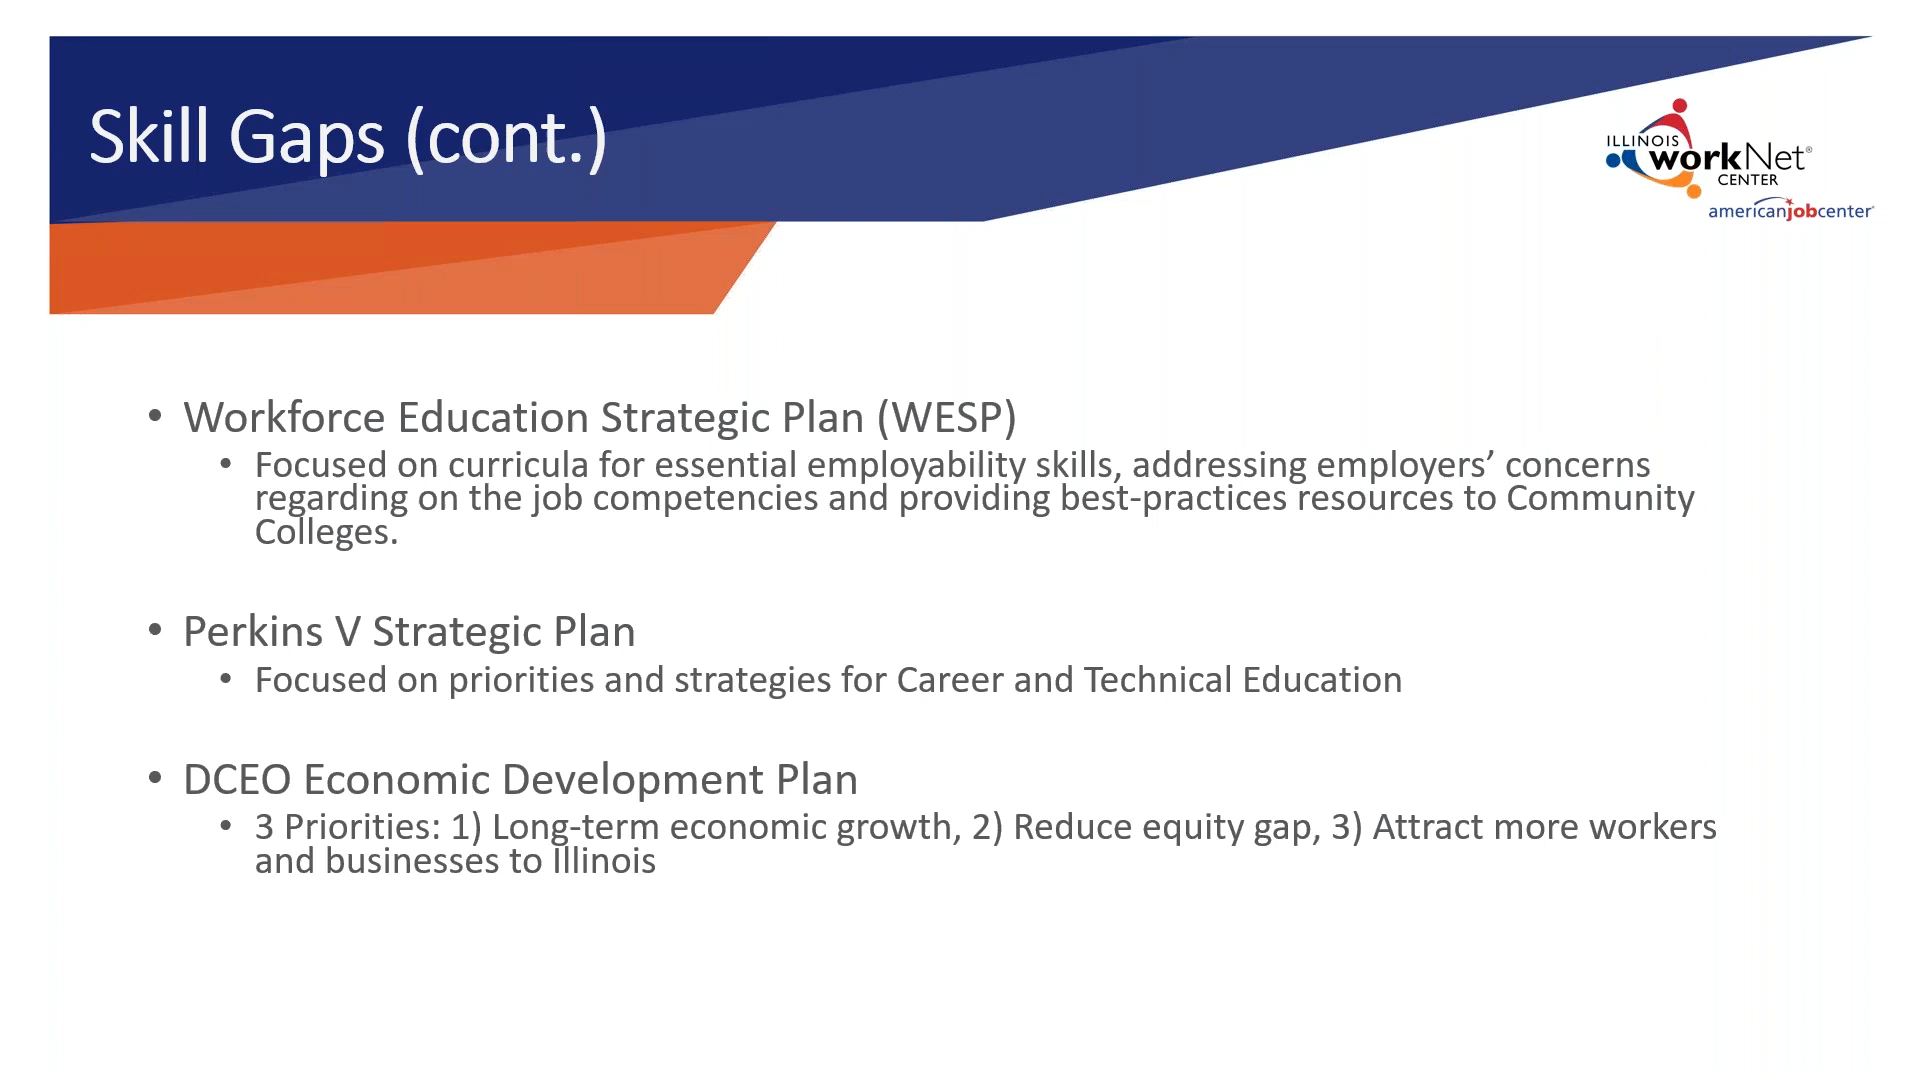 Skill Gaps (cont.)
ILLINOIS
workNet®
CENTER
americanjobcenter
• Workforce Education Strategic Plan (WESP)
• Focused on curricula for essential employability skills, addressing employers’ concerns
regarding on the job competencies and providing best-practices resources to Community
Colleges.
• Perkins V Strategic Plan
• Focused on priorities and strategies for Career and Technical Education
• DCEO Economic Development Plan
• 3 Priorities: 1) Long-term economic growth, 2) Reduce equity gap, 3) Attract more workers
and businesses to Illinois